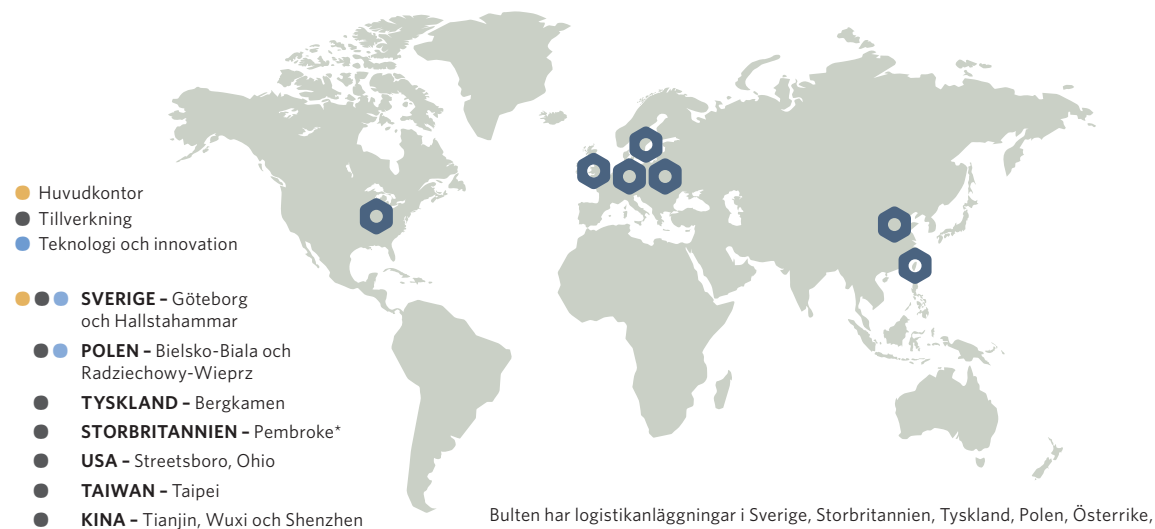 Huvudkontor
Tillverkning
Teknologi och innovation
SVERIGE – Göteborg
och Hallstahammar
POLEN – Bielsko-Biala och
Radziechowy-Wieprz
TYSKLAND – Bergkamen
STORBRITANNIEN – Pembroke*
USA – Streetsboro, Ohio
TAIWAN – Taipei
KINA – Tianjin, Wuxi och Shenzhen
Bulten har logistikanläggningar i Sverige, Storbritannien, Tyskland, Polen, Österrike,